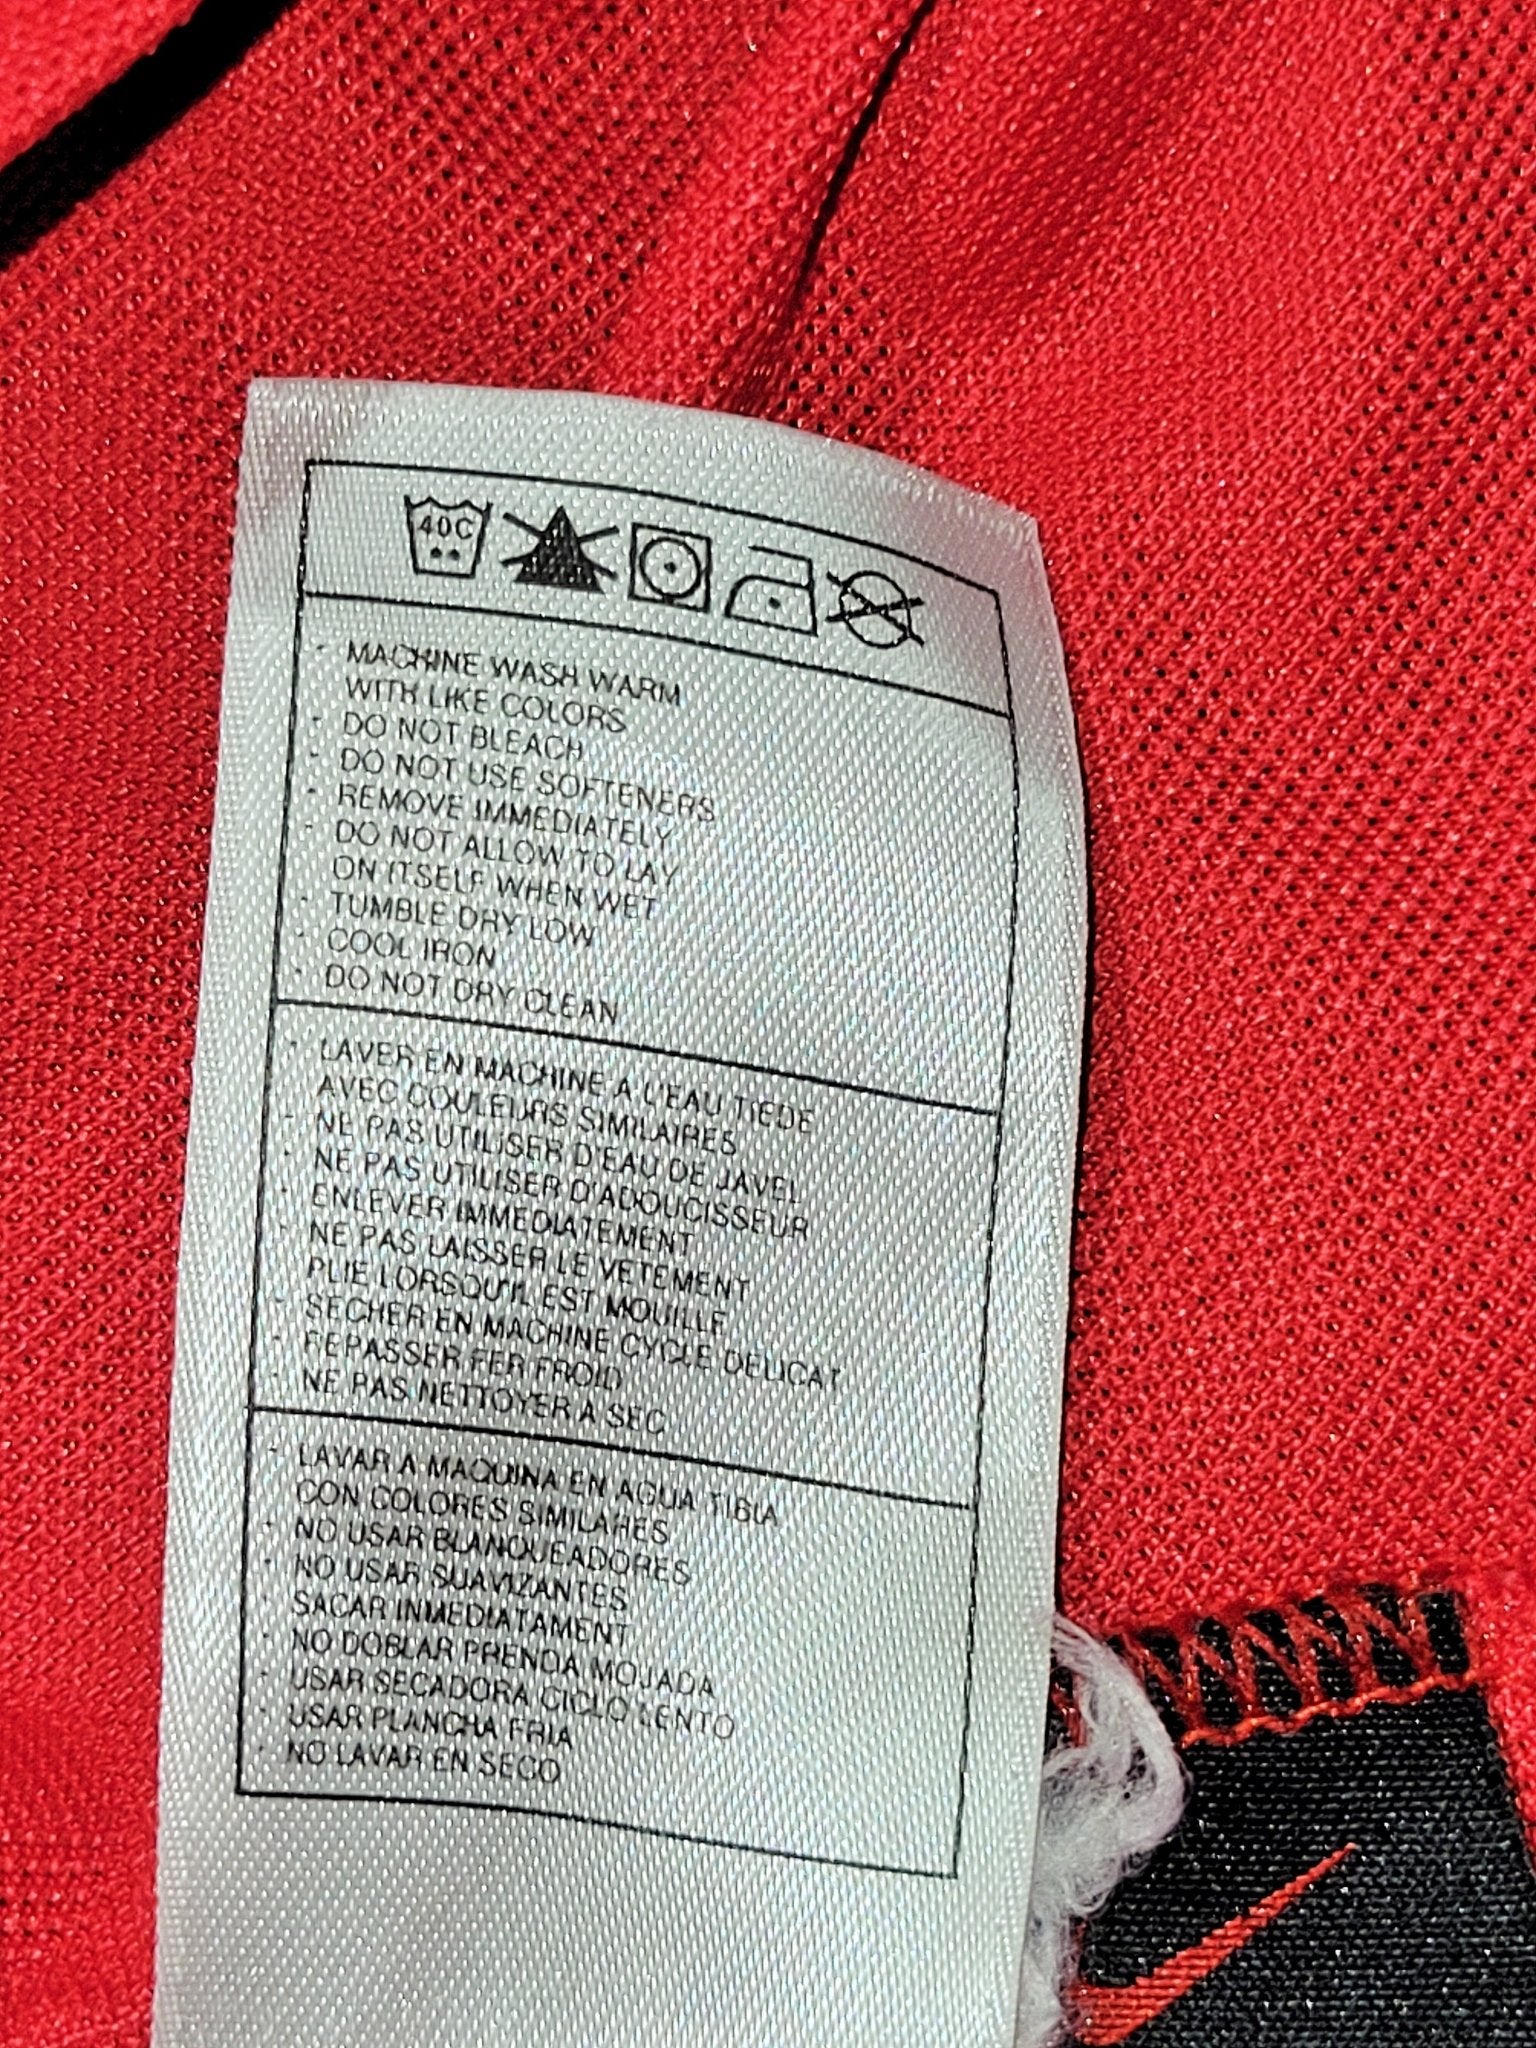 40C
- MACHINE WASH WARM
WITH LIKE COLORS
- DO NOT BLEACH
- DO NOT USE SOFTENERS
- REMOVE IMMEDIATELY
- DO NOT ALLOW TO LAY
ON ITSELF WHEN WET
- TUMBLE DRY LOW
- COOL IRON
- DO NOT DRY CLEAN
- LAVER EN MACHINE A L'EAU TIEDE
AVEC COULEURS SIMILAIRES
- NE PAS UTILISER D'EAU DE JAVEL
- NE PAS UTILISER D'ADOUCISSEUR
- ENLEVER IMMEDIATEMENT
- NE PAS LAISSER LE VETEMENT
PLIE LORSQU'IL EST MOUILLE
- SECHER EN MACHINE CYCLE DELICAT
- REPASSER FER FROID
- NE PAS NETTOYER A SEC
- LAVAR A MAQUINA EN AGUA TIBIA
CON COLORES SIMILARES
- NO USAR BLANQUEADORES
- NO USAR SUAVIZANTES
SACAR INMEDIATAMENT
- NO DOBLAR PRENDA MOJADA
- USAR SECADORA CICLO LENTO
- USAR PLANCHA FRIA
- NO LAVAR EN SECO